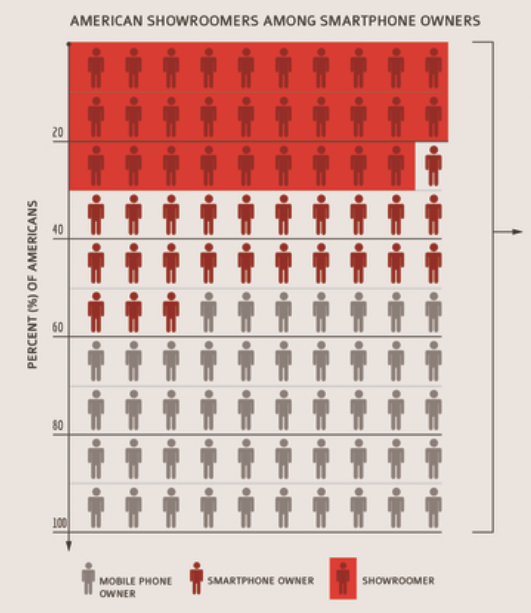 AMERICAN SHOWROOMERS AMONG SMARTPHONE OWNERS
PERCENT (%) OF AMERICANS
20
40
60
80
100
MOBILE PHONE
OWNER
SMARTPHONE OWNER
SHOWROOMER